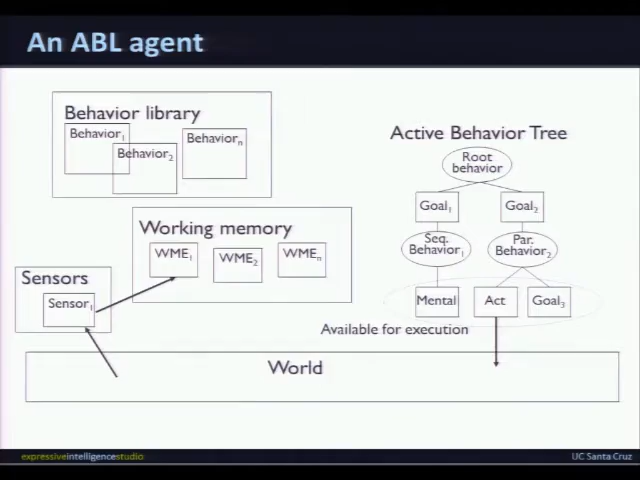 An ABL agent
Behavior library
Behavior₁
Behavior₂
Behaviorₙ
Working memory
WME₁
WME₂
WMEₙ
Sensors
Sensor₁
Active Behavior Tree
Root
behavior
Goal₁
Goal₂
Seq.
Behavior₁
Par.
Behavior₂
Mental
Act
Goal₃
Available for execution
World
expressiveintelligencestudio
UC Santa Cruz